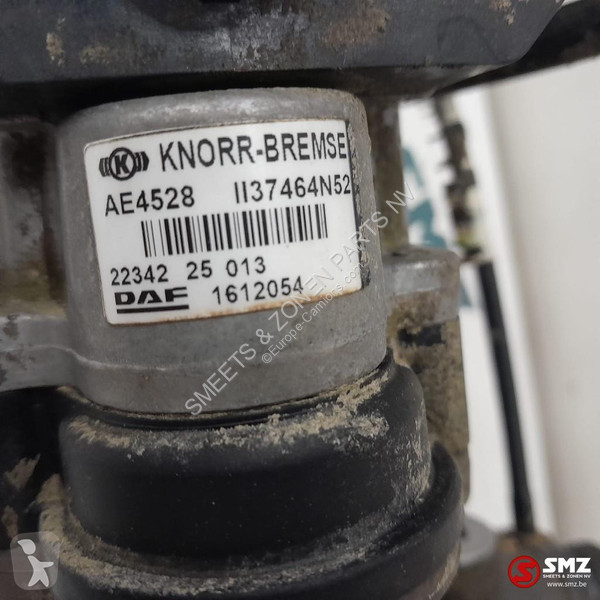 K KNORR-BREMSE
AE4528 II37464N52
22342 25 013
DAF 1612054
SMEETS & ZONEN PARTS NV
©Europe-Camions.com
SMZ
SMEETS & ZONEN PARTS NV
www.smz.be